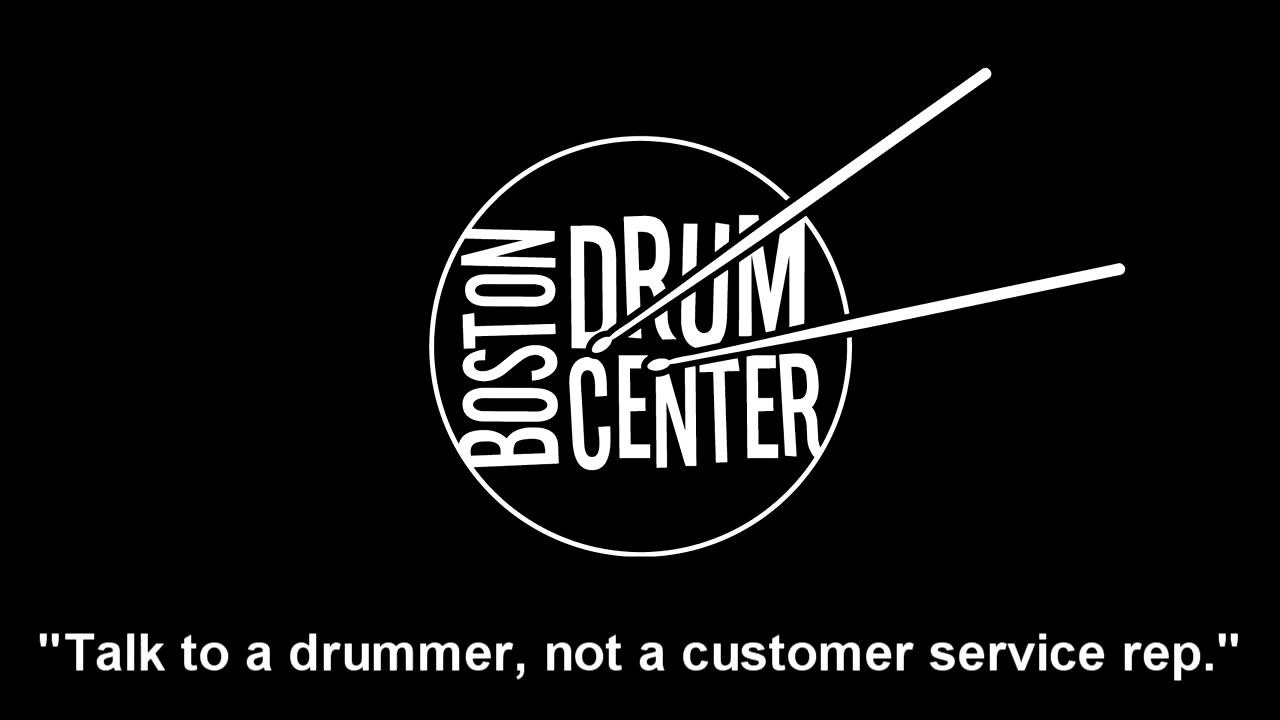 BOSTON
DRUM
CENTER
"Talk to a drummer, not a customer service rep."